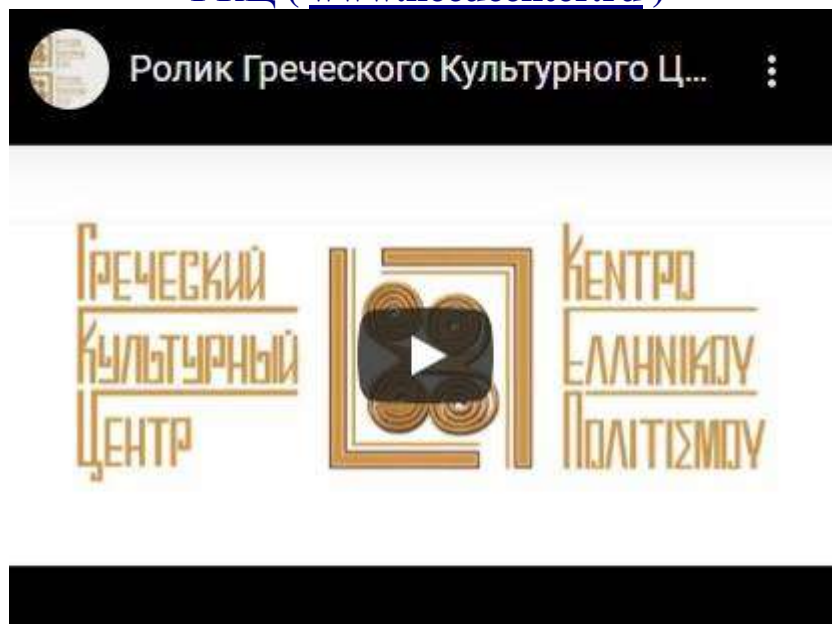 Ролик Греческого Культурного Ц...
Греческий
Культурный
Центр
Κεντρο
Ελληνικου
Πολιτισμου